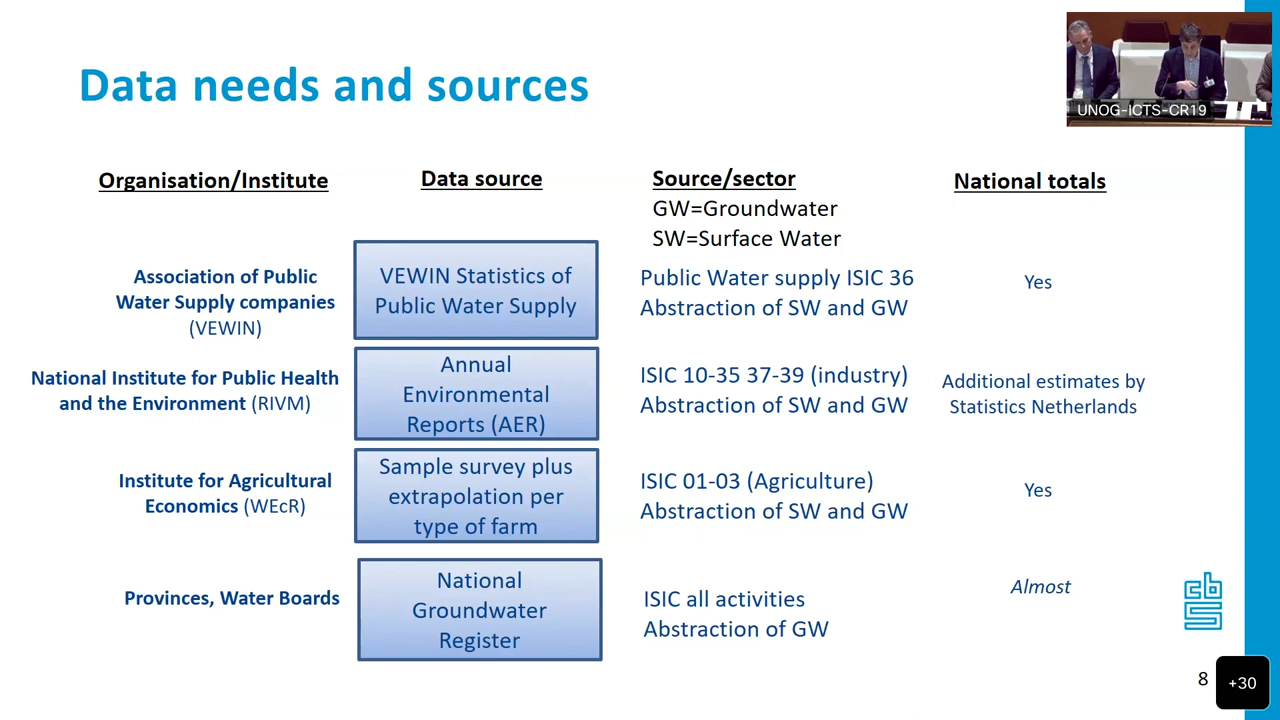 Data needs and sources
UNOG-ICTS-CR19
Organisation/Institute
Data source
Source/sector
GW=Groundwater
SW=Surface Water
National totals
Association of Public
Water Supply companies
(VEWIN)
VEWIN Statistics of
Public Water Supply
Public Water supply ISIC 36
Abstraction of SW and GW
Yes
National Institute for Public Health
and the Environment (RIVM)
Annual
Environmental
Reports (AER)
ISIC 10-35 37-39 (industry)
Abstraction of SW and GW
Additional estimates by
Statistics Netherlands
Institute for Agricultural
Economics (WEcR)
Sample survey plus
extrapolation per
type of farm
ISIC 01-03 (Agriculture)
Abstraction of SW and GW
Yes
Provinces, Water Boards
National
Groundwater
Register
ISIC all activities
Abstraction of GW
Almost
cbs
8
+30